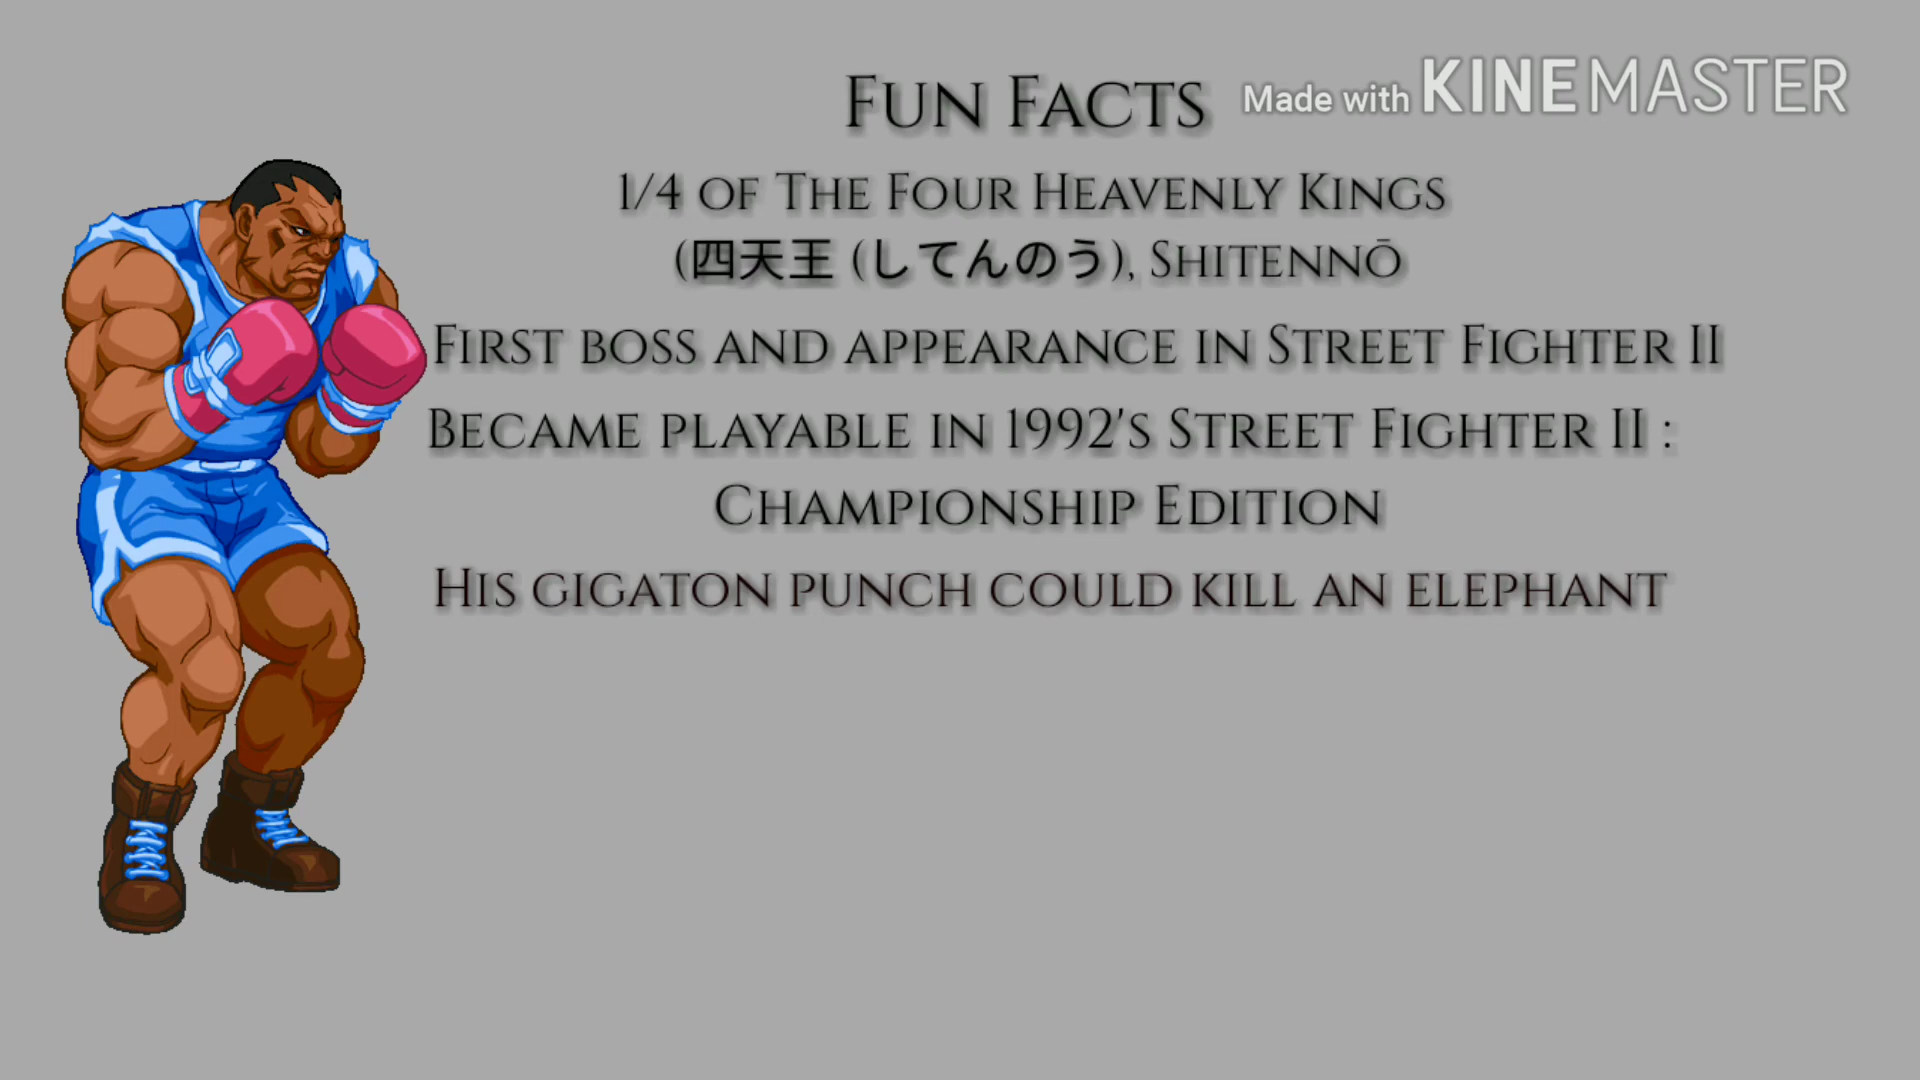 Fun Facts
Made with KINEMASTER
1/4 of The Four Heavenly Kings
(四天王 (してんのう), Shitennō
First boss and appearance in Street Fighter II
Became playable in 1992's Street Fighter II :
Championship Edition
His gigaton punch could kill an elephant